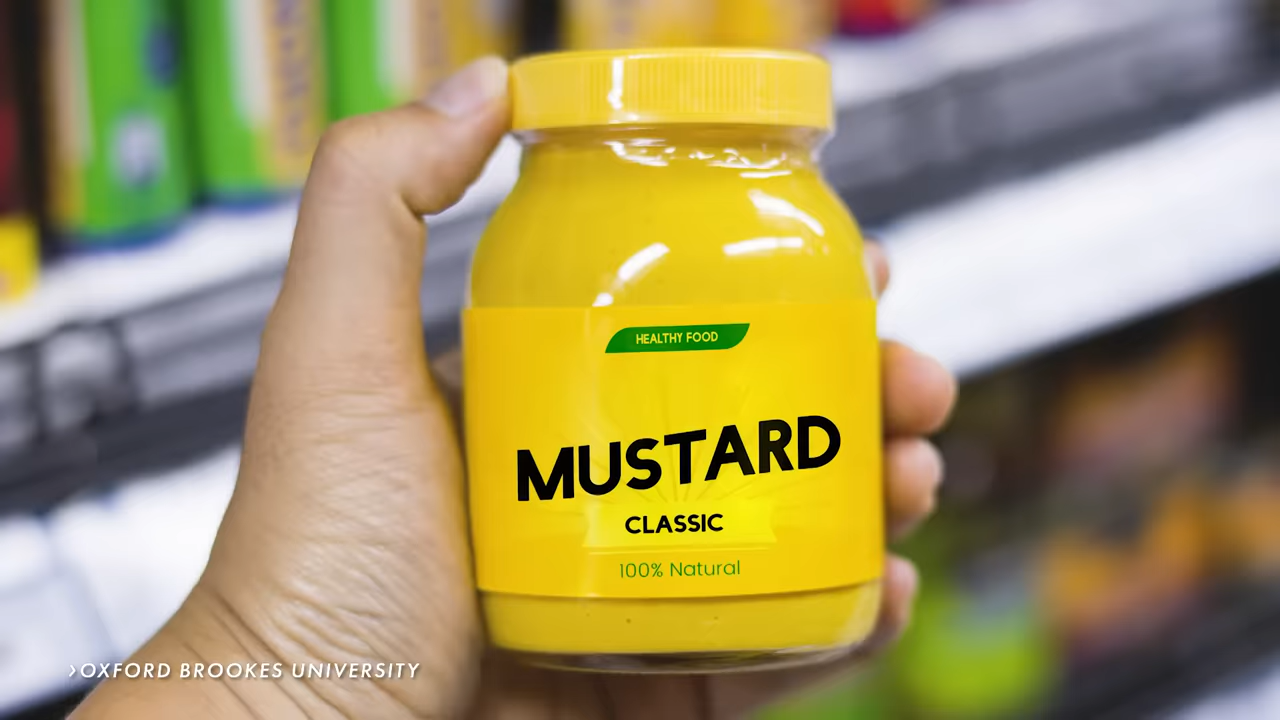 HEALTHY FOOD
MUSTARD
CLASSIC
100% Natural
›OXFORD BROOKES UNIVERSITY